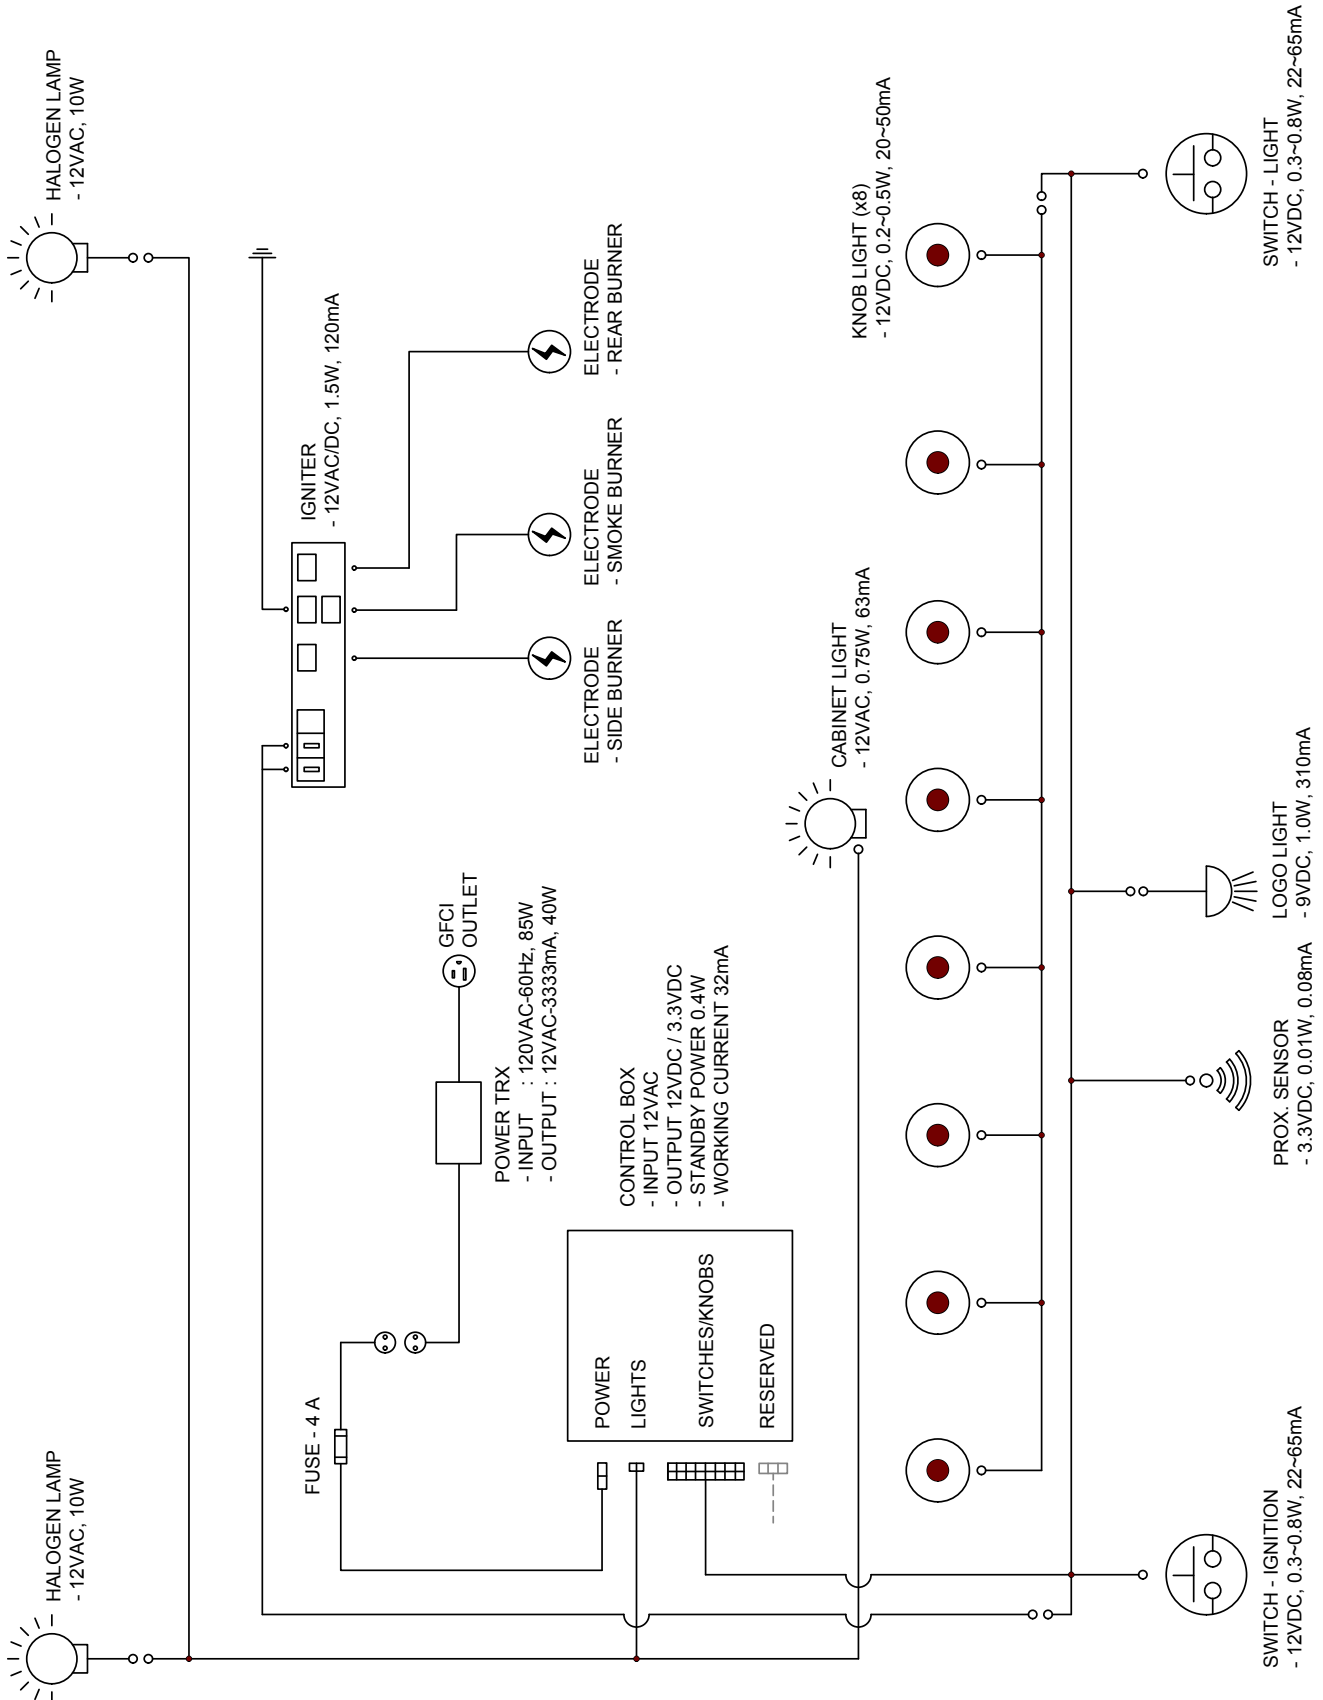 HALOGEN LAMP
- 12VAC, 10W
HALOGEN LAMP
- 12VAC, 10W
FUSE - 4 A
IGNITER
- 12VAC/DC, 1.5W, 120mA
GFCI
OUTLET
POWER TRX
- INPUT : 120VAC-60Hz, 85W
- OUTPUT : 12VAC-3333mA, 40W
ELECTRODE
- SIDE BURNER
ELECTRODE
- SMOKE BURNER
ELECTRODE
- REAR BURNER
CONTROL BOX
- INPUT 12VAC
- OUTPUT 12VDC / 3.3VDC
- STANDBY POWER 0.4W
- WORKING CURRENT 32mA
POWER
LIGHTS
SWITCHES/KNOBS
RESERVED
CABINET LIGHT
- 12VAC, 0.75W, 63mA
KNOB LIGHT (x8)
- 12VDC, 0.2~0.5W, 20~50mA
SWITCH - IGNITION
- 12VDC, 0.3~0.8W, 22~65mA
PROX. SENSOR
- 3.3VDC, 0.01W, 0.08mA
LOGO LIGHT
- 9VDC, 1.0W, 310mA
SWITCH - LIGHT
- 12VDC, 0.3~0.8W, 22~65mA